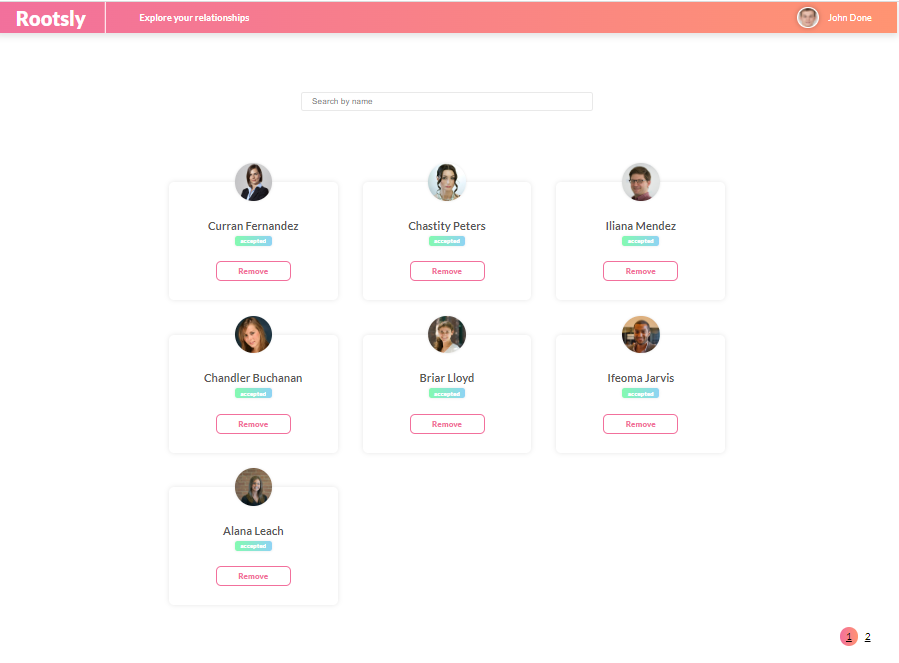 Rootsly
Explore your relationships
John Done
Search by name
Curran Fernandez
accepted
Remove
Chastity Peters
accepted
Remove
Iliana Mendez
accepted
Remove
Chandler Buchanan
accepted
Remove
Briar Lloyd
accepted
Remove
Ifeoma Jarvis
accepted
Remove
Alana Leach
accepted
Remove
1 2